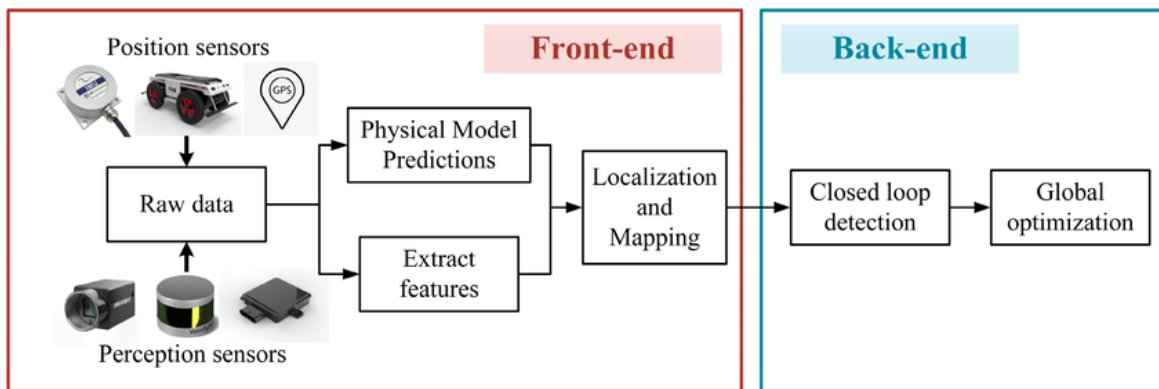 Front-end
Back-end
Position sensors
IMU
GPS
Physical Model
Predictions
Raw data
Extract
features
Localization
and
Mapping
Closed loop
detection
Global
optimization
Perception sensors